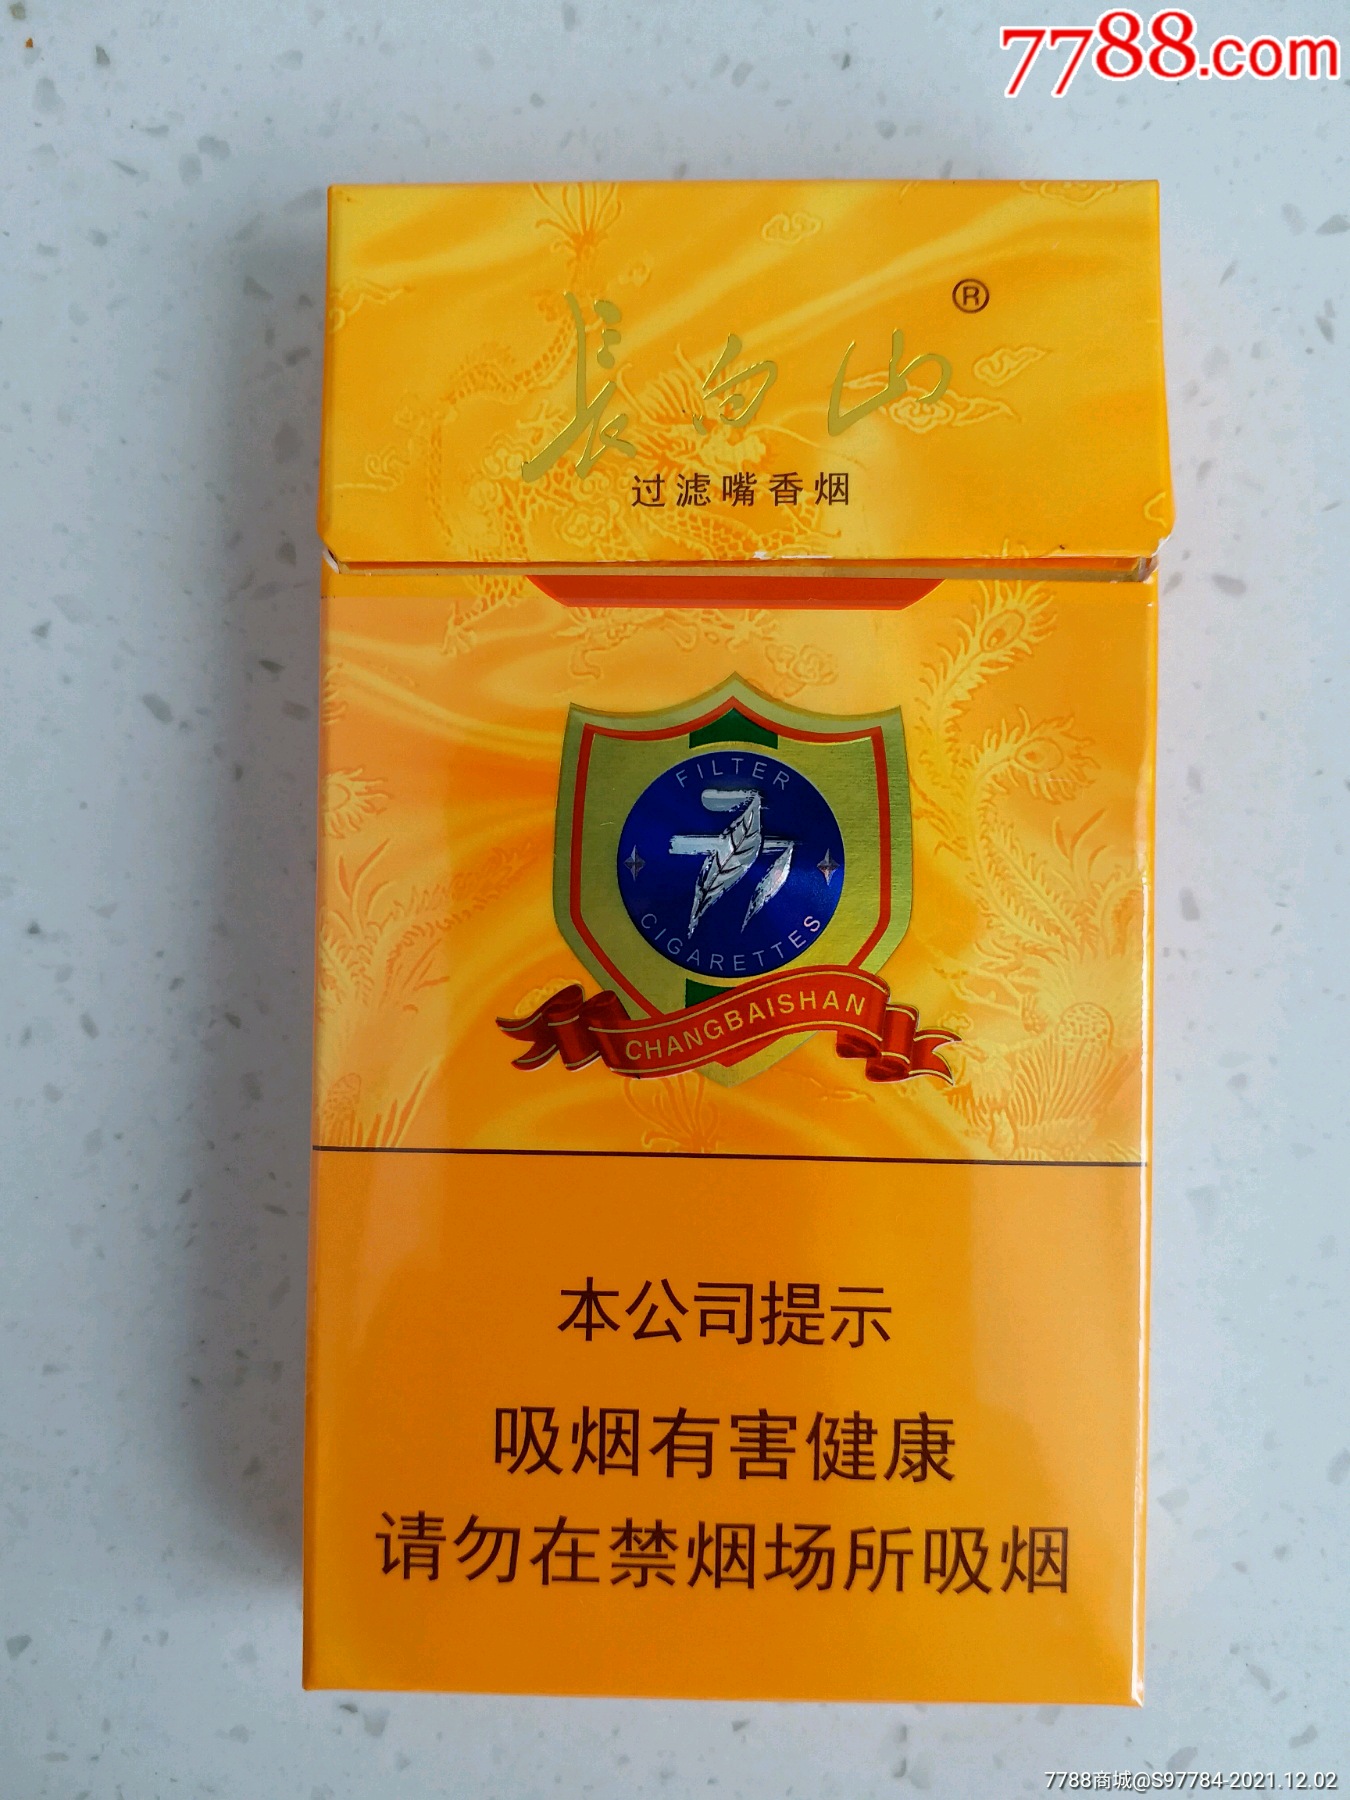 7788.com
長白山®
过滤嘴香烟
FILTER
CIGARETTES
CHANGBAISHAN
本公司提示
吸烟有害健康
请勿在禁烟场所吸烟
7788商城@S97784-2021.12.02